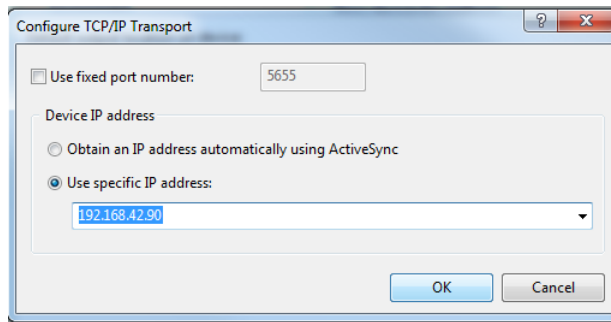 Configure TCP/IP Transport
Use fixed port number: 5655
Device IP address
Obtain an IP address automatically using ActiveSync
Use specific IP address:
192.168.42.90
OK Cancel